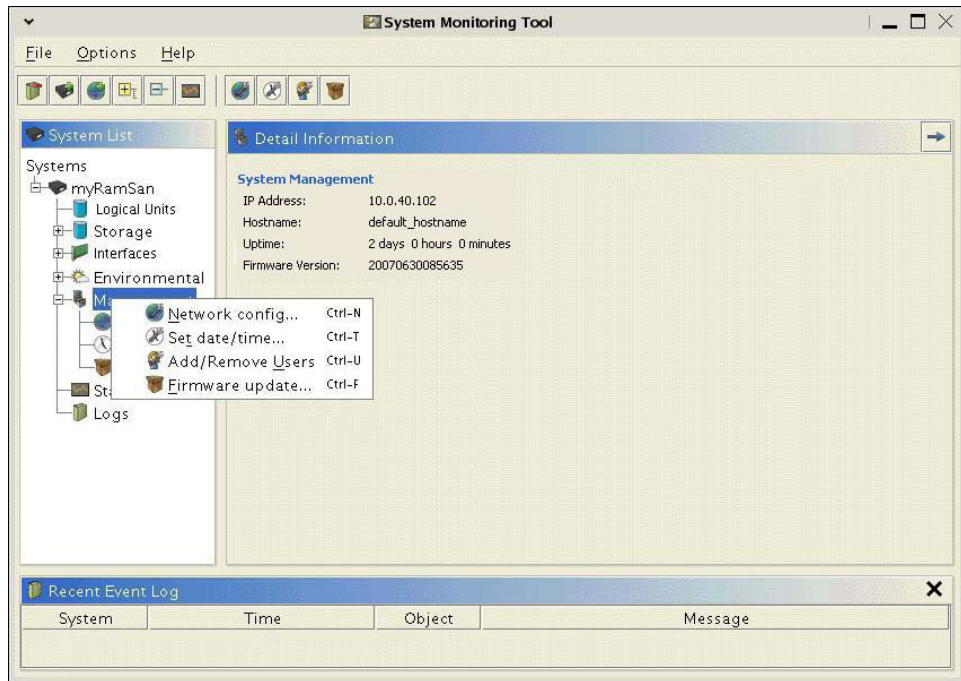 System Monitoring Tool
File Options Help
System List
Systems
myRamSan
Logical Units
Storage
Interfaces
Environmental
Network config... Ctrl-N
Set date/time... Ctrl-T
Add/Remove Users Ctrl-U
Firmware update... Ctrl-F
Logs
Detail Information
System Management
IP Address: 10.0.40.102
Hostname: default_hostname
Uptime: 2 days 0 hours 0 minutes
Firmware Version: 20070630085635
Recent Event Log
System Time Object Message